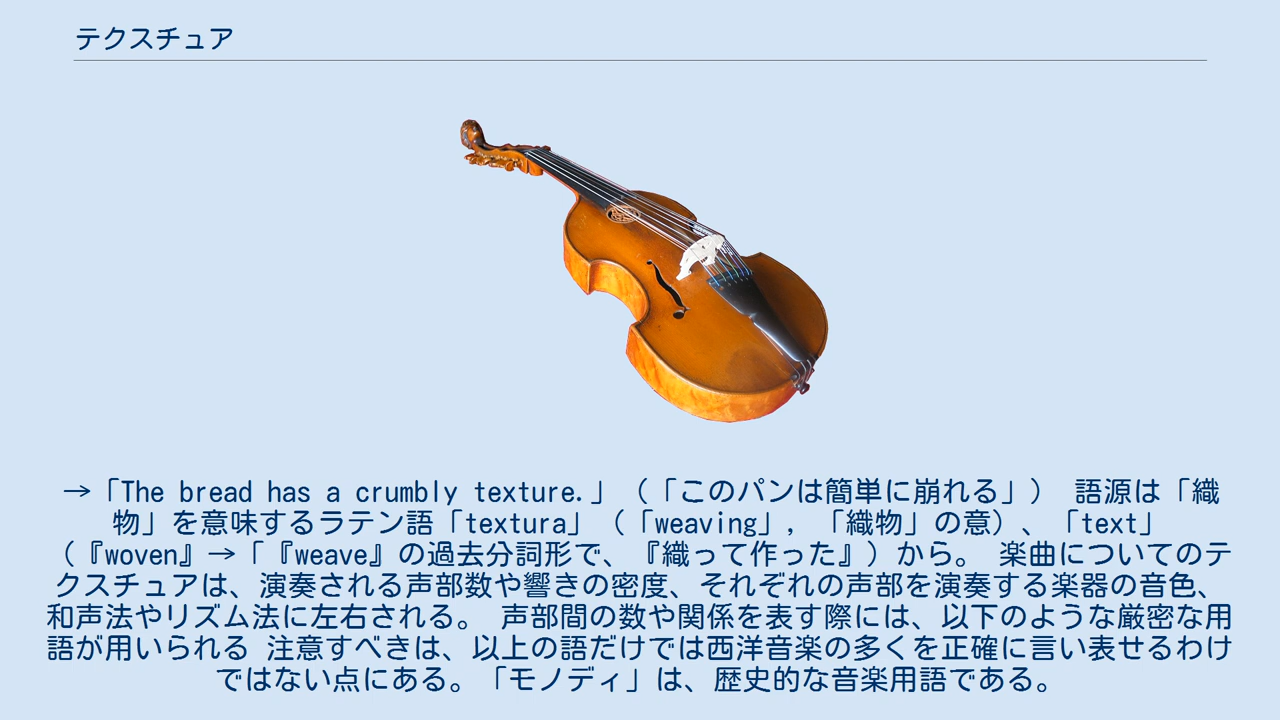 テクスチュア
→「The bread has a crumbly texture.」（「このパンは簡単に崩れる」） 語源は「織
物」を意味するラテン語「textura」（「weaving」, 「織物」の意）、「text」
（『woven』→「『weave』の過去分詞形で、『織って作った』）から。 楽曲についてのテ
クスチュアは、演奏される声部数や響きの密度、それぞれの声部を演奏する楽器の音色、
和声法やリズム法に左右される。 声部間の数や関係を表す際には、以下のような厳密な用
語が用いられる 注意すべきは、以上の語だけでは西洋音楽の多くを正確に言い表せるわけ
ではない点にある。「モノディ」は、歴史的な音楽用語である。